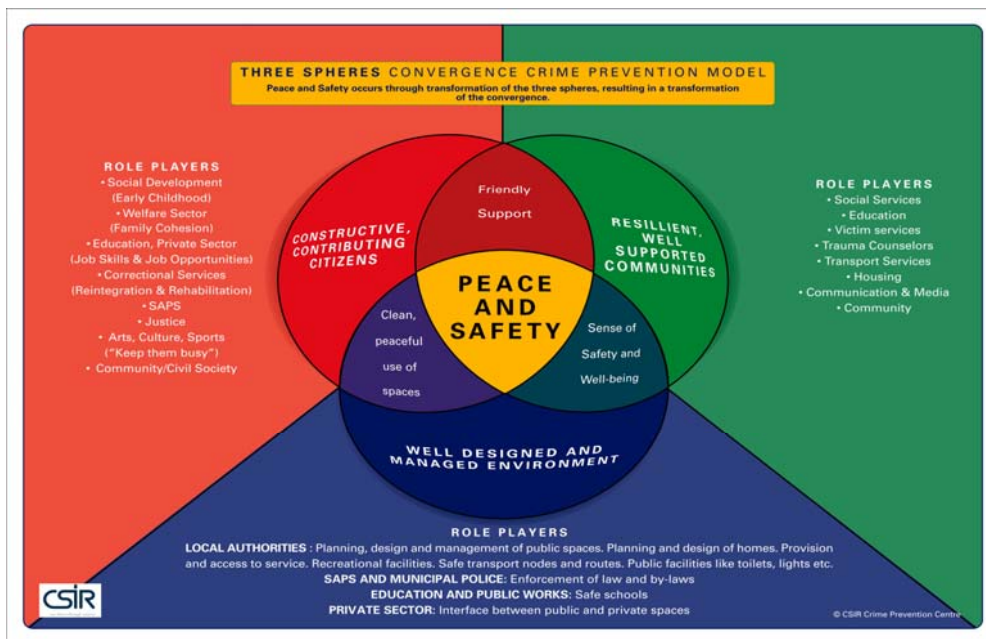 THREE SPHERES CONVERGENCE CRIME PREVENTION MODEL
Peace and Safety occurs through transformation of the three spheres, resulting in a transformation
of the convergence.
ROLE PLAYERS
• Social Development
(Early Childhood)
• Welfare Sector
(Family Cohesion)
• Education, Private Sector
(Job Skills & Job Opportunities)
• Correctional Services
(Reintegration & Rehabilitation)
• SAPS
• Justice
• Arts, Culture, Sports
("Keep them busy")
• Community/Civil Society
CONSTRUCTIVE,
CONTRIBUTING
CITIZENS
Friendly
Support
RESILLIENT,
WELL
SUPPORTED
COMMUNITIES
PEACE
AND
SAFETY
Clean,
peaceful
use of
spaces
Sense of
Safety and
Well-being
WELL DESIGNED AND
MANAGED ENVIRONMENT
ROLE PLAYERS
• Social Services
• Education
• Victim services
• Trauma Counselors
• Transport Services
• Housing
• Communication & Media
• Community
ROLE PLAYERS
LOCAL AUTHORITIES : Planning, design and management of public spaces. Planning and design of homes. Provision
and access to service. Recreational facilities. Safe transport nodes and routes. Public facilities like toilets, lights etc.
SAPS AND MUNICIPAL POLICE: Enforcement of law and by-laws
EDUCATION AND PUBLIC WORKS: Safe schools
PRIVATE SECTOR: Interface between public and private spaces
CSIR
© CSIR Crime Prevention Centre